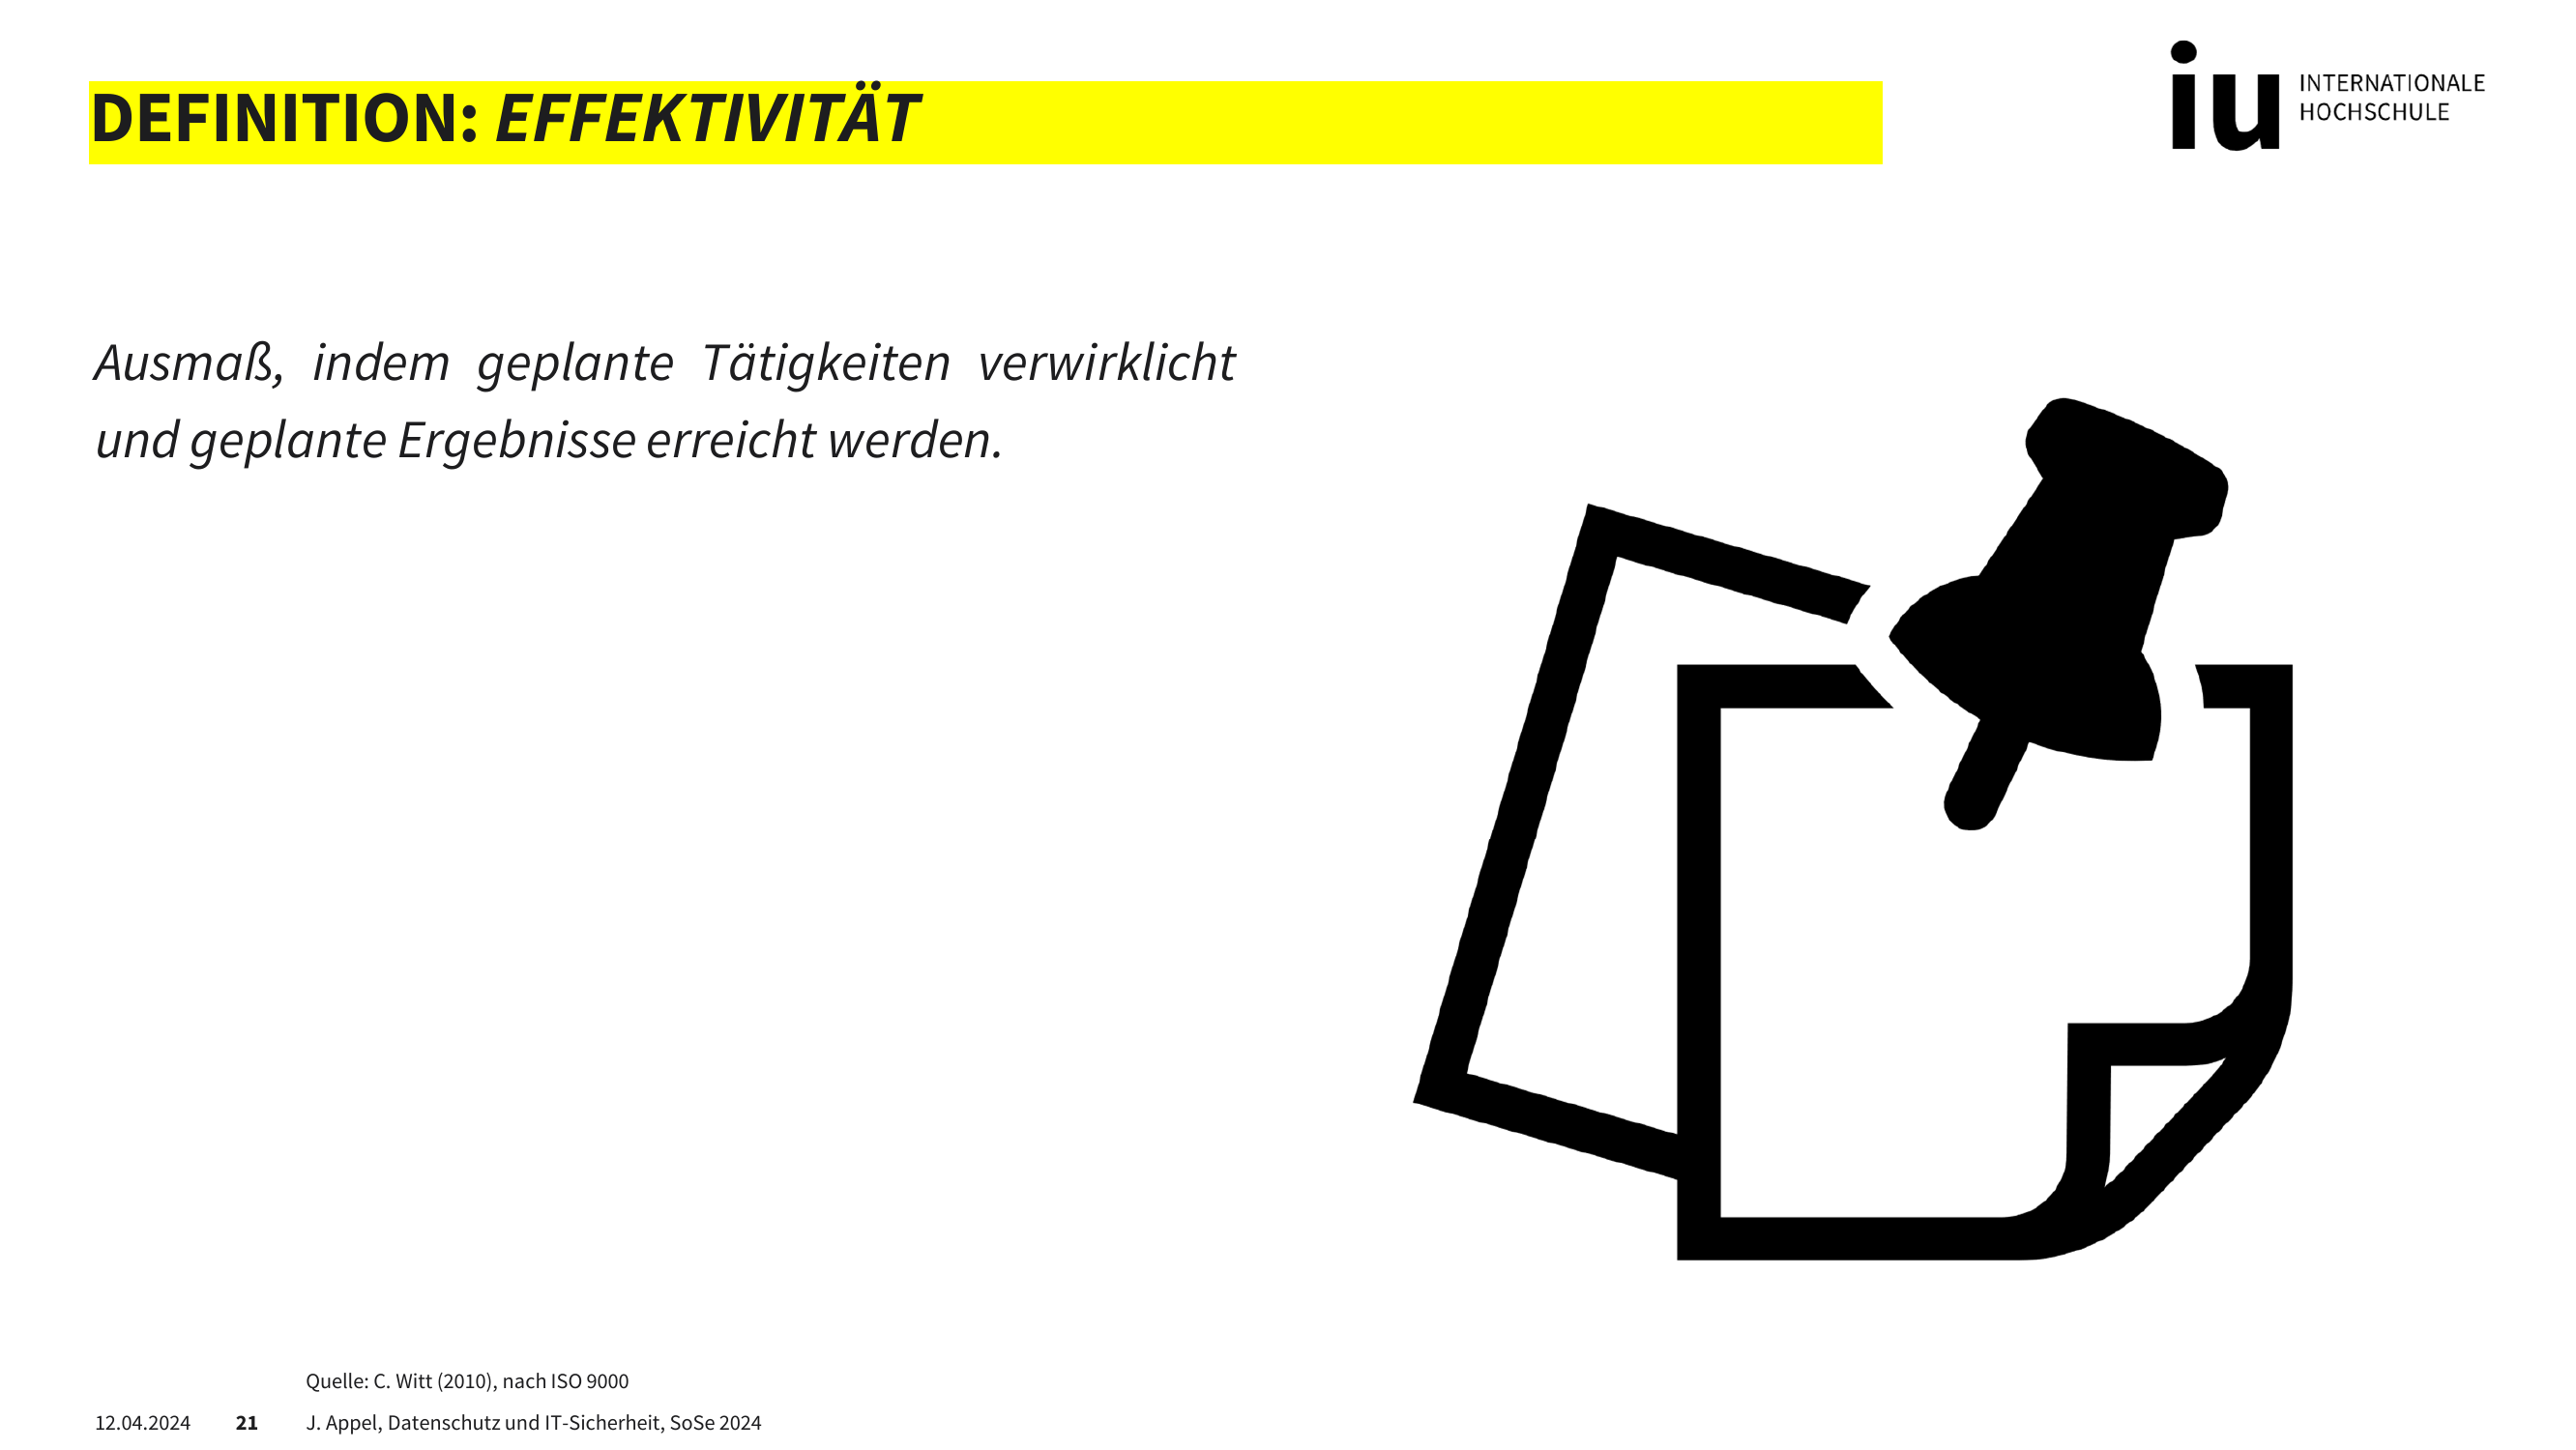 DEFINITION: EFFEKTIVITÄT
iu INTERNATIONALE
HOCHSCHULE
Ausmaß, indem geplante Tätigkeiten verwirklicht
und geplante Ergebnisse erreicht werden.
Quelle: C. Witt (2010), nach ISO 9000
12.04.2024 21 J. Appel, Datenschutz und IT-Sicherheit, SoSe 2024